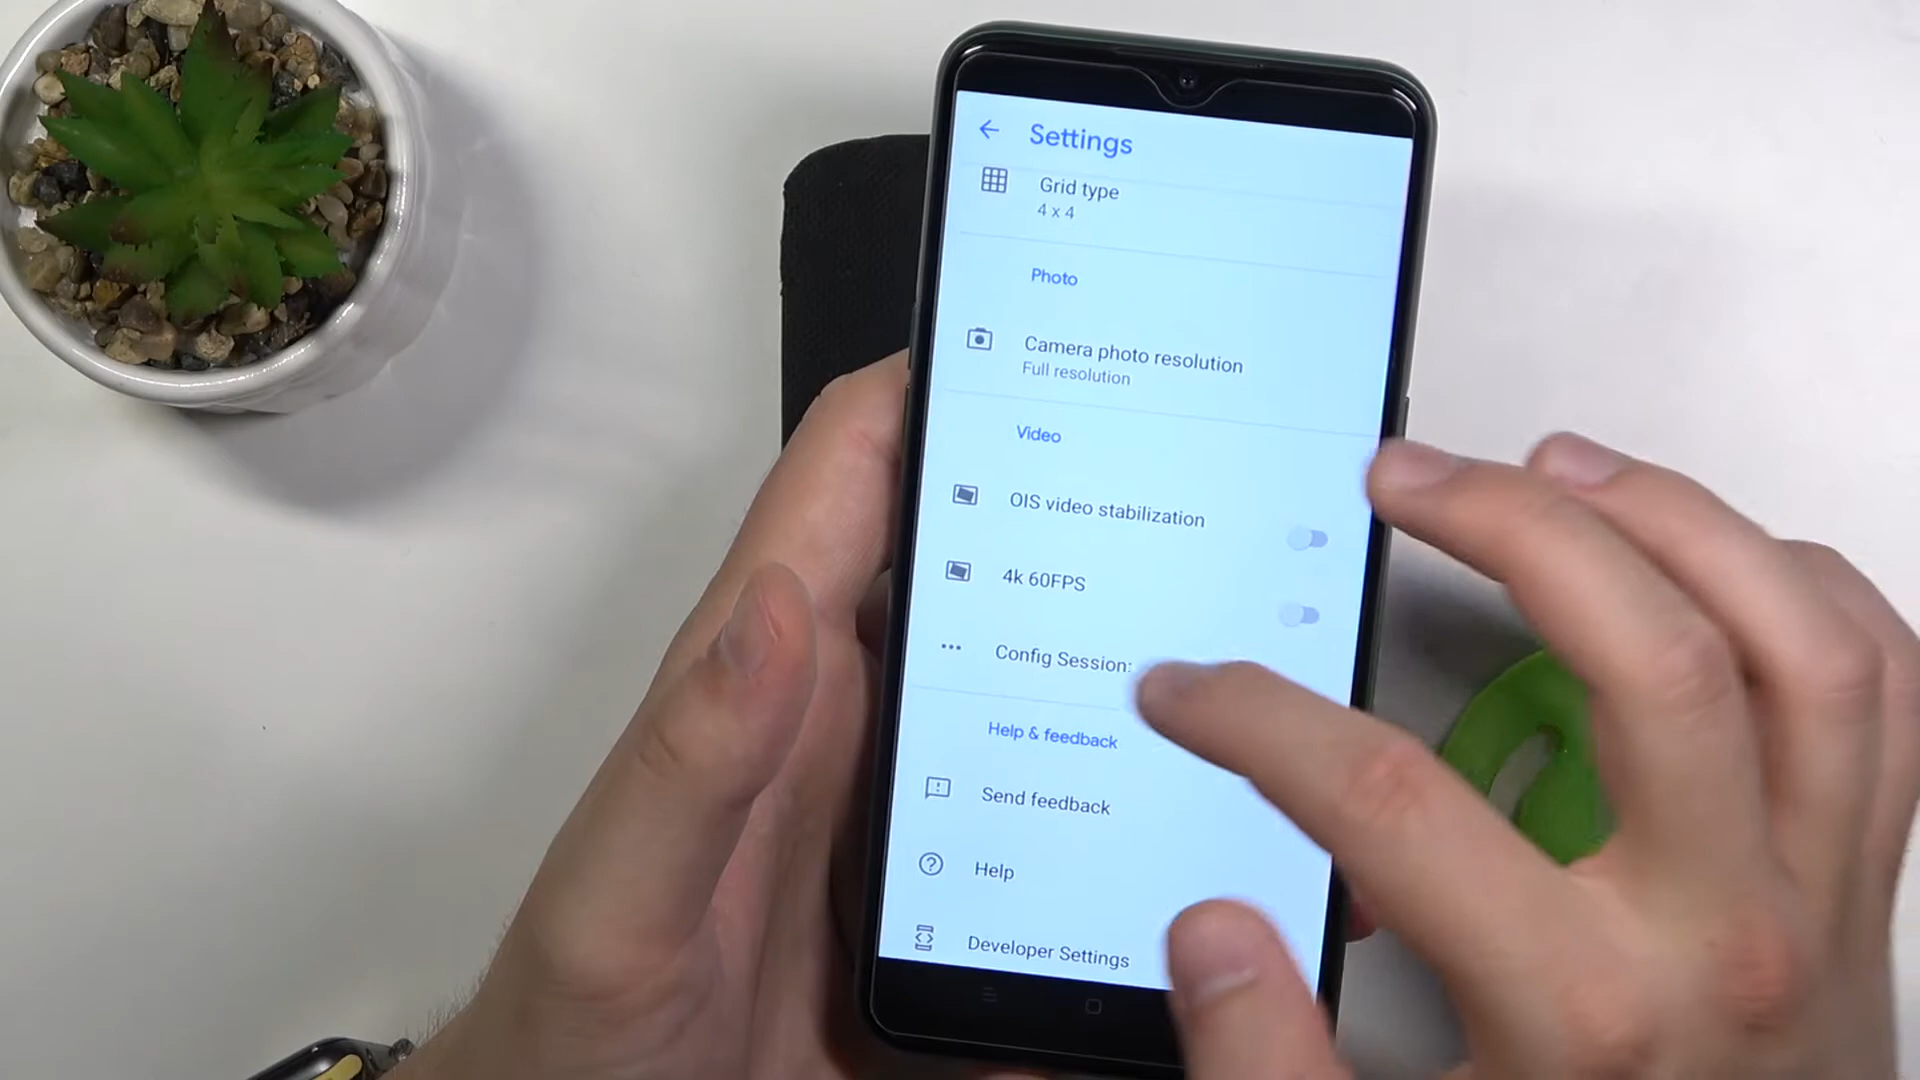 Settings
Grid type
4 x 4
Photo
Camera photo resolution
Full resolution
Video
OIS video stabilization
4k 60FPS
Config Session:
Help & feedback
Send feedback
Help
Developer Settings